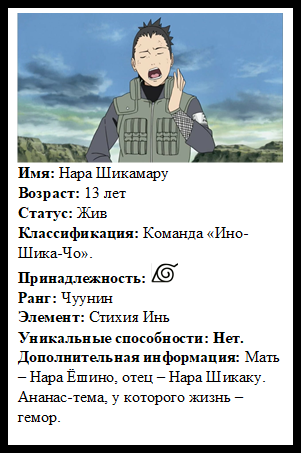 Имя: Нара Шикамару
Возраст: 13 лет
Статус: Жив
Классификация: Команда «Ино-
Шика-Чо».
Принадлежность:
Ранг: Чуунин
Элемент: Стихия Инь
Уникальные способности: Нет.
Дополнительная информация: Мать
– Нара Ёшино, отец – Нара Шикаку.
Ананас-тема, у которого жизнь –
гемор.